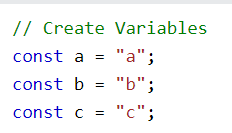 // Create Variables
const a = "a";
const b = "b";
const c = "c";